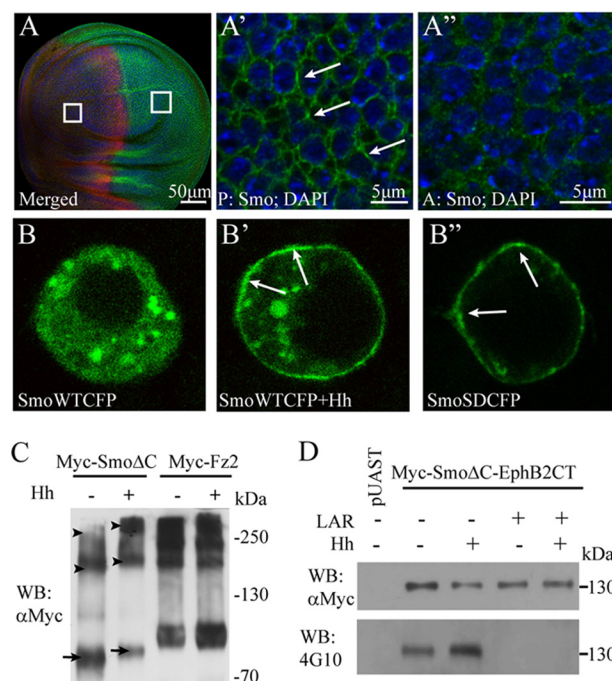 A
Merged
50μm
A'
P: Smo; DAPI
5μm
A''
A: Smo; DAPI
5μm
B
SmoWTCFP
B'
SmoWTCFP+Hh
B''
SmoSDCFP
C
Myc-SmoΔC Myc-Fz2
Hh - + - + kDa
-250
WB:
αMyc
-130
-70
D
pUAST
Myc-SmoΔC-EphB2CT
LAR - - - + +
Hh - - + - + kDa
WB:
αMyc
-130
WB:
4G10
-130